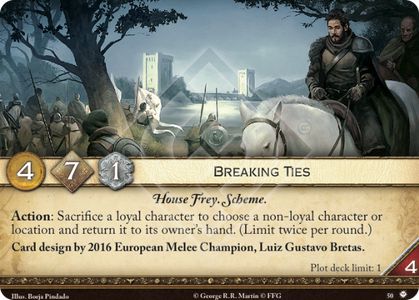 4 7 1 Breaking Ties
House Frey. Scheme.
Action: Sacrifice a loyal character to choose a non-loyal character or
location and return it to its owner's hand. (Limit twice per round.)
Card design by 2016 European Melee Champion, Luiz Gustavo Bretas.
Plot deck limit: 1
4
Illus. Borja Pindado © George R.R. Martin © FFG 50